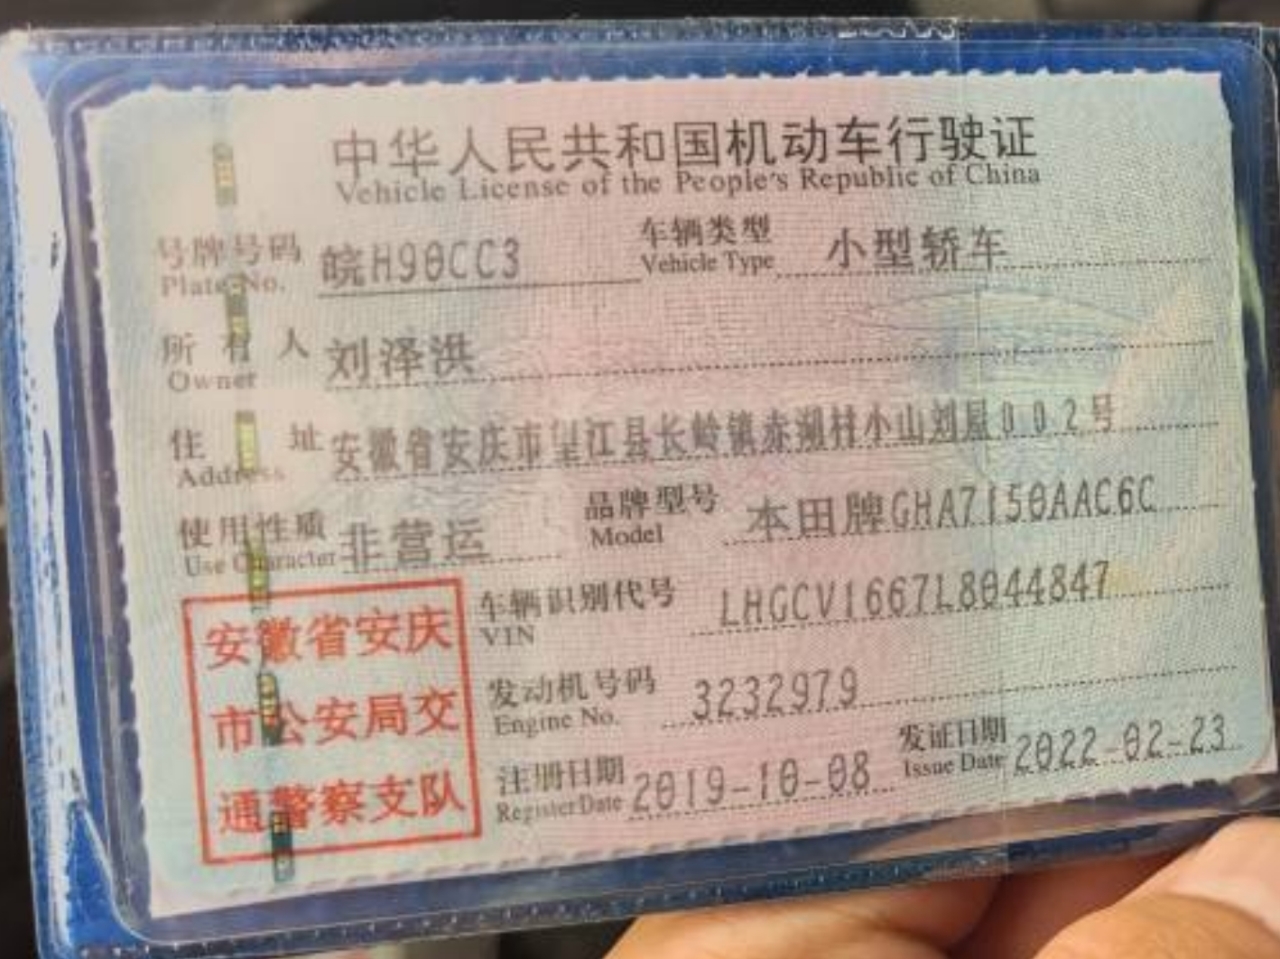 中华人民共和国机动车行驶证
Vehicle License of the People's Republic of China
号牌号码 皖H90CC3 车辆类型 小型轿车
Plate No. Vehicle Type
所有人 刘泽洪
Owner
住址 安徽省安庆市望江县长岭镇赤湖村小山刘屋002号
Address
使用性质 非营运 品牌型号 本田牌GHA7150AAC6C
Use Character Model
车辆识别代号 LHGCV1667L8044847
VIN
发动机号码 3232979
Engine No.
注册日期 2019-10-08 发证日期 2022-02-23
Register Date Issue Date
安徽省安庆
市公安局交
通警察支队